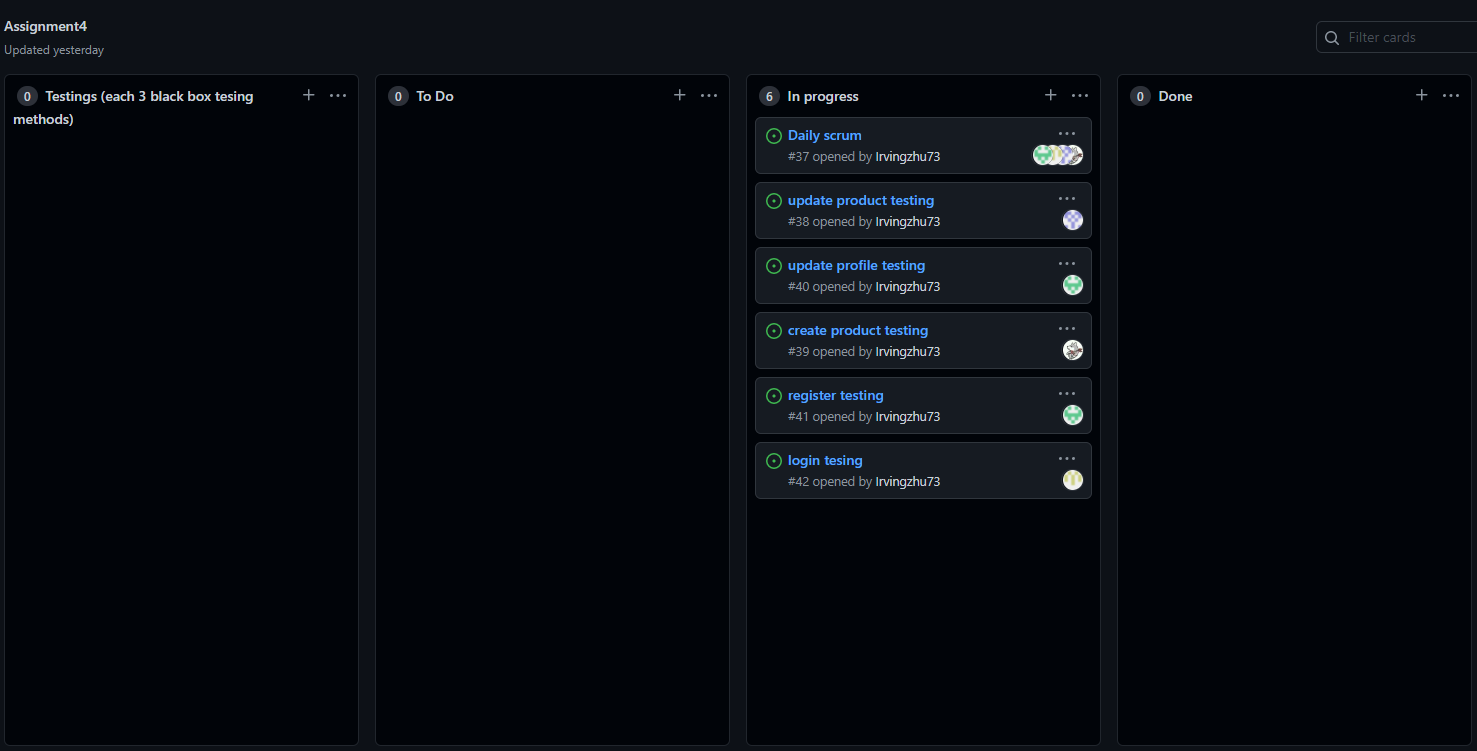 Assignment4
Updated yesterday
Filter cards
0 Testings (each 3 black box tesing
methods)
0 To Do
6 In progress
Daily scrum
#37 opened by Irvingzhu73
update product testing
#38 opened by Irvingzhu73
update profile testing
#40 opened by Irvingzhu73
create product testing
#39 opened by Irvingzhu73
register testing
#41 opened by Irvingzhu73
login tesing
#42 opened by Irvingzhu73
0 Done